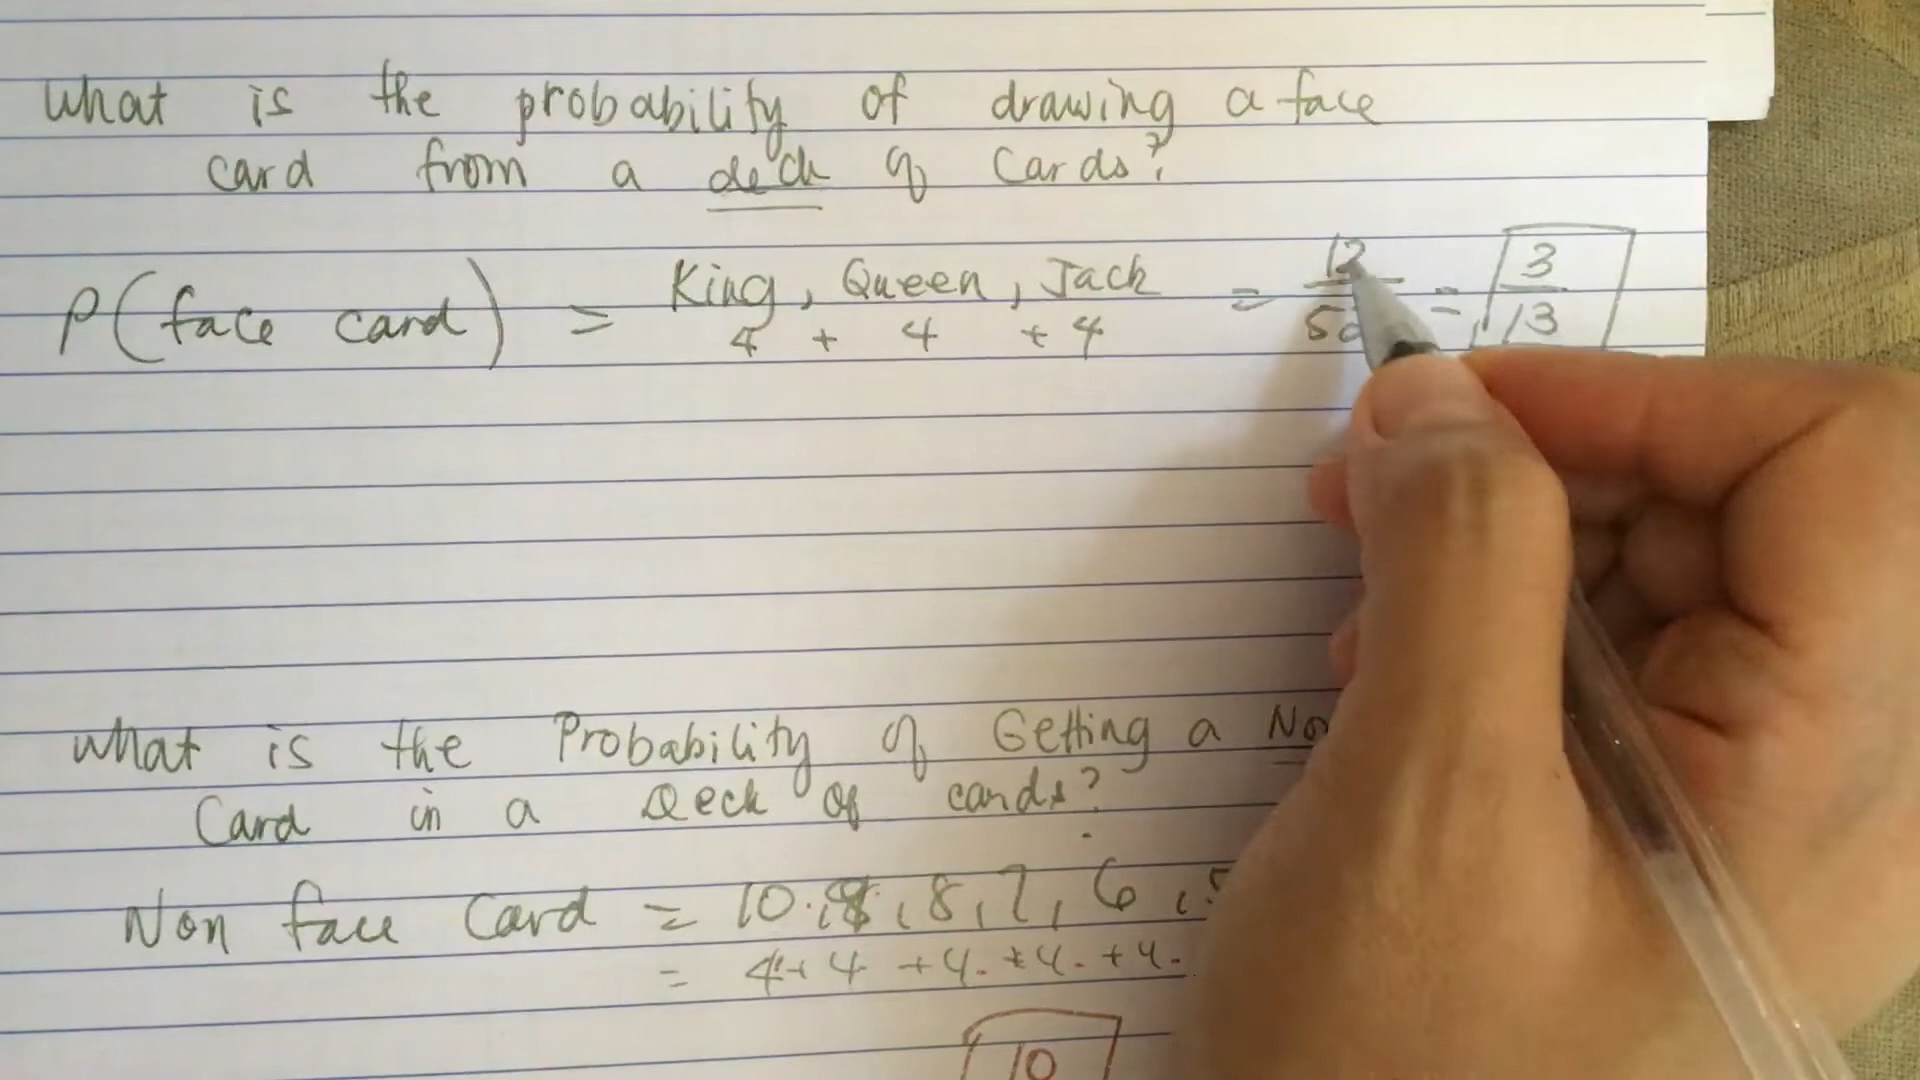 What is the probability of drawing a face
card from a deck of cards?
P(face card) = King, Queen, Jack = 12/52 = 3/13
4 + 4 + 4
What is the Probability of Getting a
Card in a Deck of cards?
Non face Card = 10, 9, 8, 7, 6, 5
= 4 + 4 + 4 + 4 + 4
10